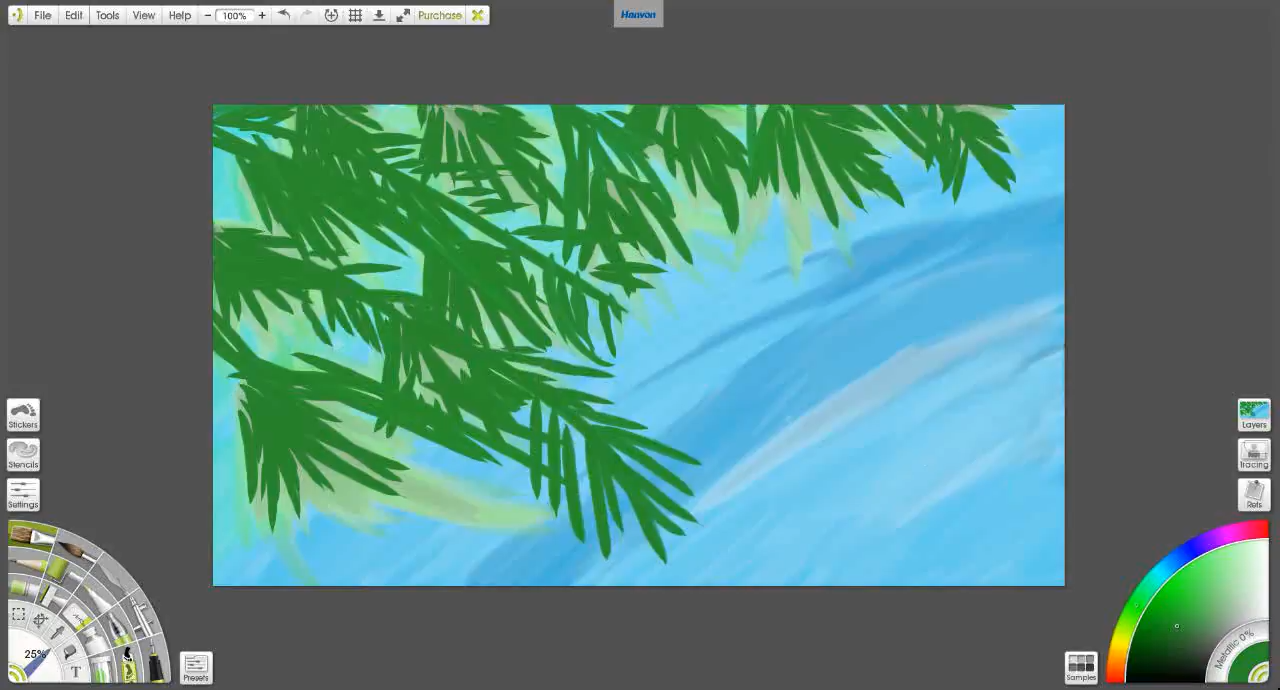 File Edit Tools View Help − 100% + Purchase
Hanvon
Stickers
Stencils
Settings
Layers
Tracing
Refs
25%
T
Presets
Samples
Metallic 0%